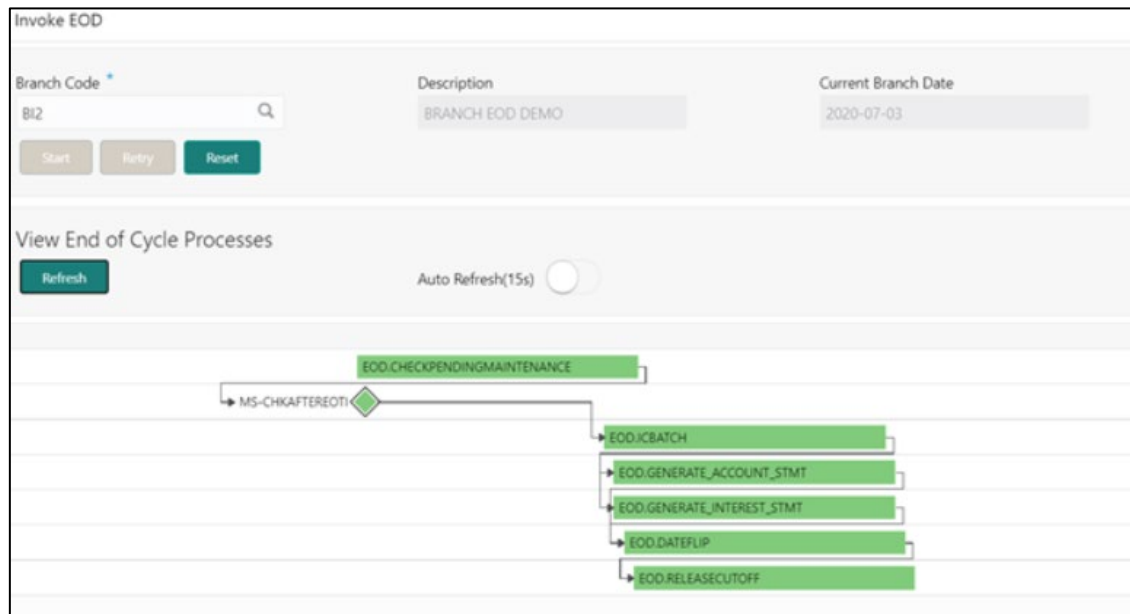 Invoke EOD
Branch Code * Description Current Branch Date
BI2 BRANCH EOD DEMO 2020-07-03
Start Retry Reset
View End of Cycle Processes
Refresh Auto Refresh(15s)
EOD.CHECKPENDINGMAINTENANCE
MS-CHKAFTEREOTI
EOD.ICBATCH
EOD.GENERATE_ACCOUNT_STMT
EOD.GENERATE_INTEREST_STMT
EOD.DATEFLIP
EOD.RELEASECUTOFF